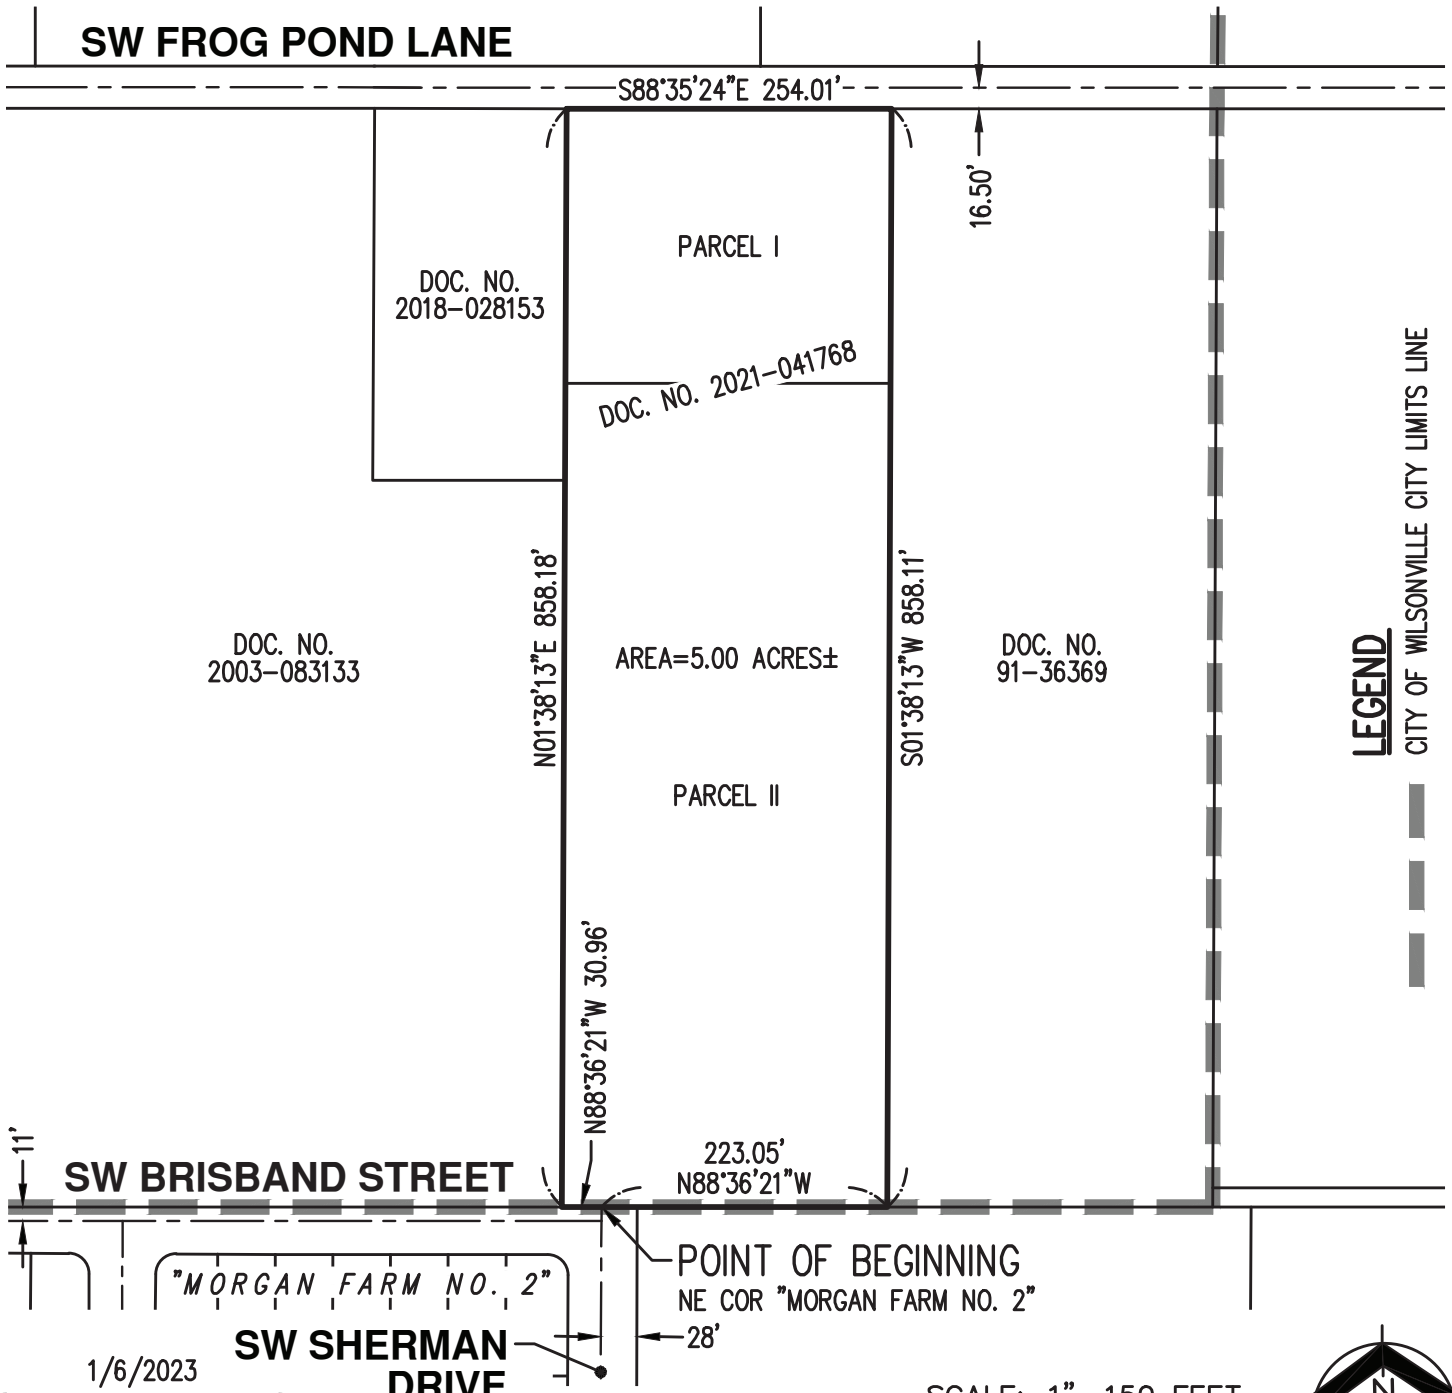 SW FROG POND LANE
S88°35'24"E 254.01'
16.50'
PARCEL I
DOC. NO.
2018-028153
DOC. NO. 2021-041768
CITY OF WILSONVILLE CITY LIMITS LINE
LEGEND
N01°38'13"E 858.18'
S01°38'13"W 858.11'
DOC. NO.
2003-083133
AREA=5.00 ACRES±
DOC. NO.
91-36369
PARCEL II
N88°36'21"W 30.96'
11'
SW BRISBAND STREET
223.05'
N88°36'21"W
POINT OF BEGINNING
NE COR "MORGAN FARM NO. 2"
"MORGAN FARM NO. 2"
28'
SW SHERMAN
DRIVE
1/6/2023
SCALE: 1" 150 FEET
N